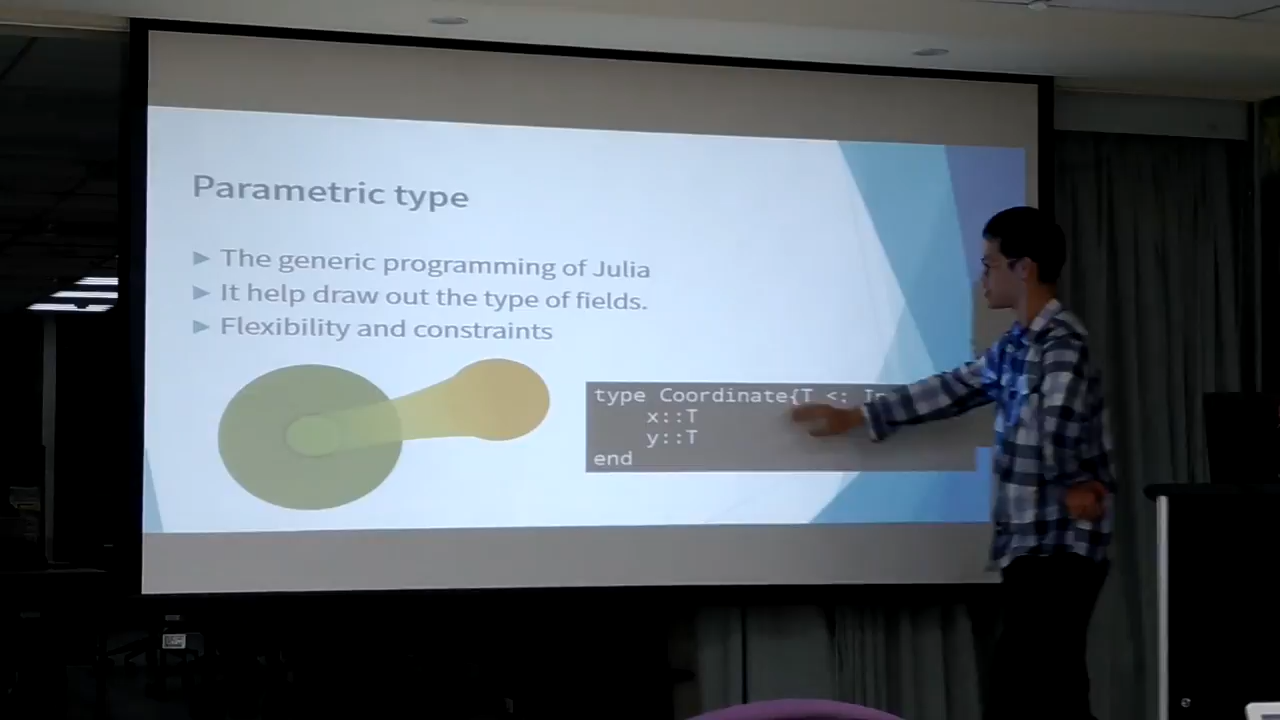 Parametric type
The generic programming of Julia
It help draw out the type of fields.
Flexibility and constraints
type Coordinate{T <:
x::T
y::T
end